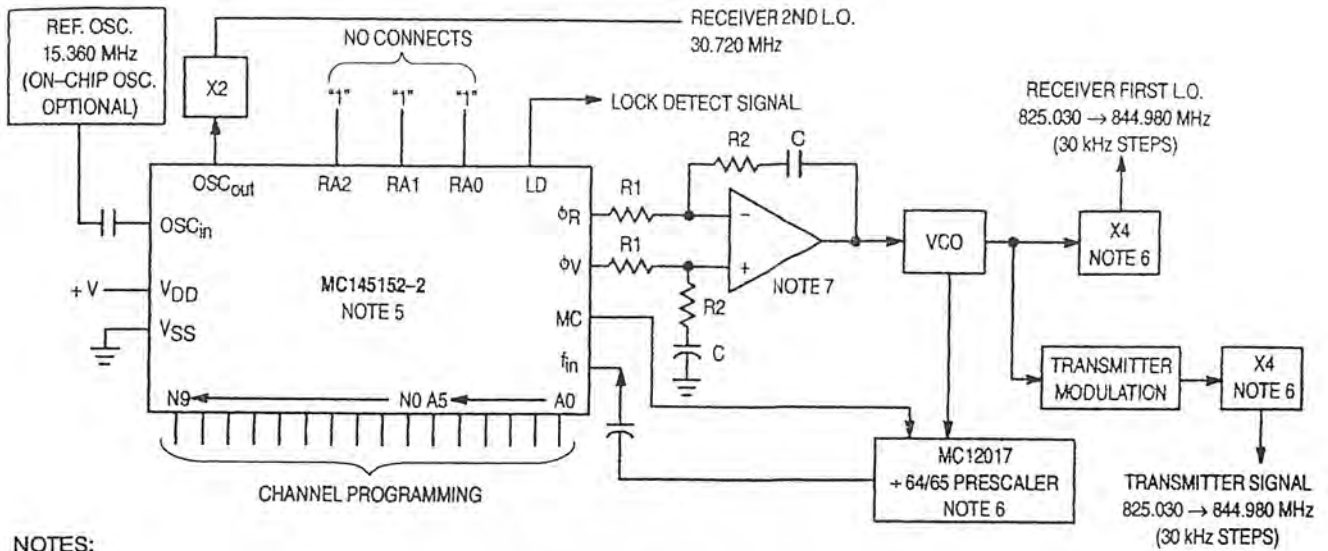 REF. OSC.
15.360 MHz
(ON–CHIP OSC.
OPTIONAL)
X2
NO CONNECTS
"1" "1" "1"
RECEIVER 2ND L.O.
30.720 MHz
LOCK DETECT SIGNAL
RECEIVER FIRST L.O.
825.030 → 844.980 MHz
(30 kHz STEPS)
OSCout RA2 RA1 RA0 LD
OSCin
+ V VDD
VSS
MC145152–2
NOTE 5
ϕR
ϕV
MC
fin
N9 N0 A5 A0
CHANNEL PROGRAMMING
R1
R1
R2 C
–
+
NOTE 7
R2
C
VCO
X4
NOTE 6
TRANSMITTER
MODULATION
X4
NOTE 6
MC12017
÷ 64/65 PRESCALER
NOTE 6
TRANSMITTER SIGNAL
825.030 → 844.980 MHz
(30 kHz STEPS)
NOTES: